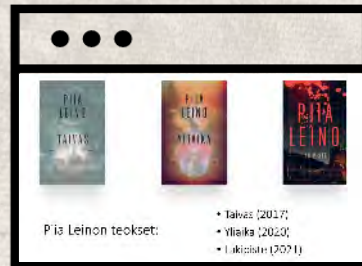 PIIA
LEINO
TAIVAS
PIIA
LEINO
YLIAIKA
PIIA
LEINO
Piia Leinon teokset:
• Taivas (2017)
• Yliaika (2020)
• Lakipiste (2021)